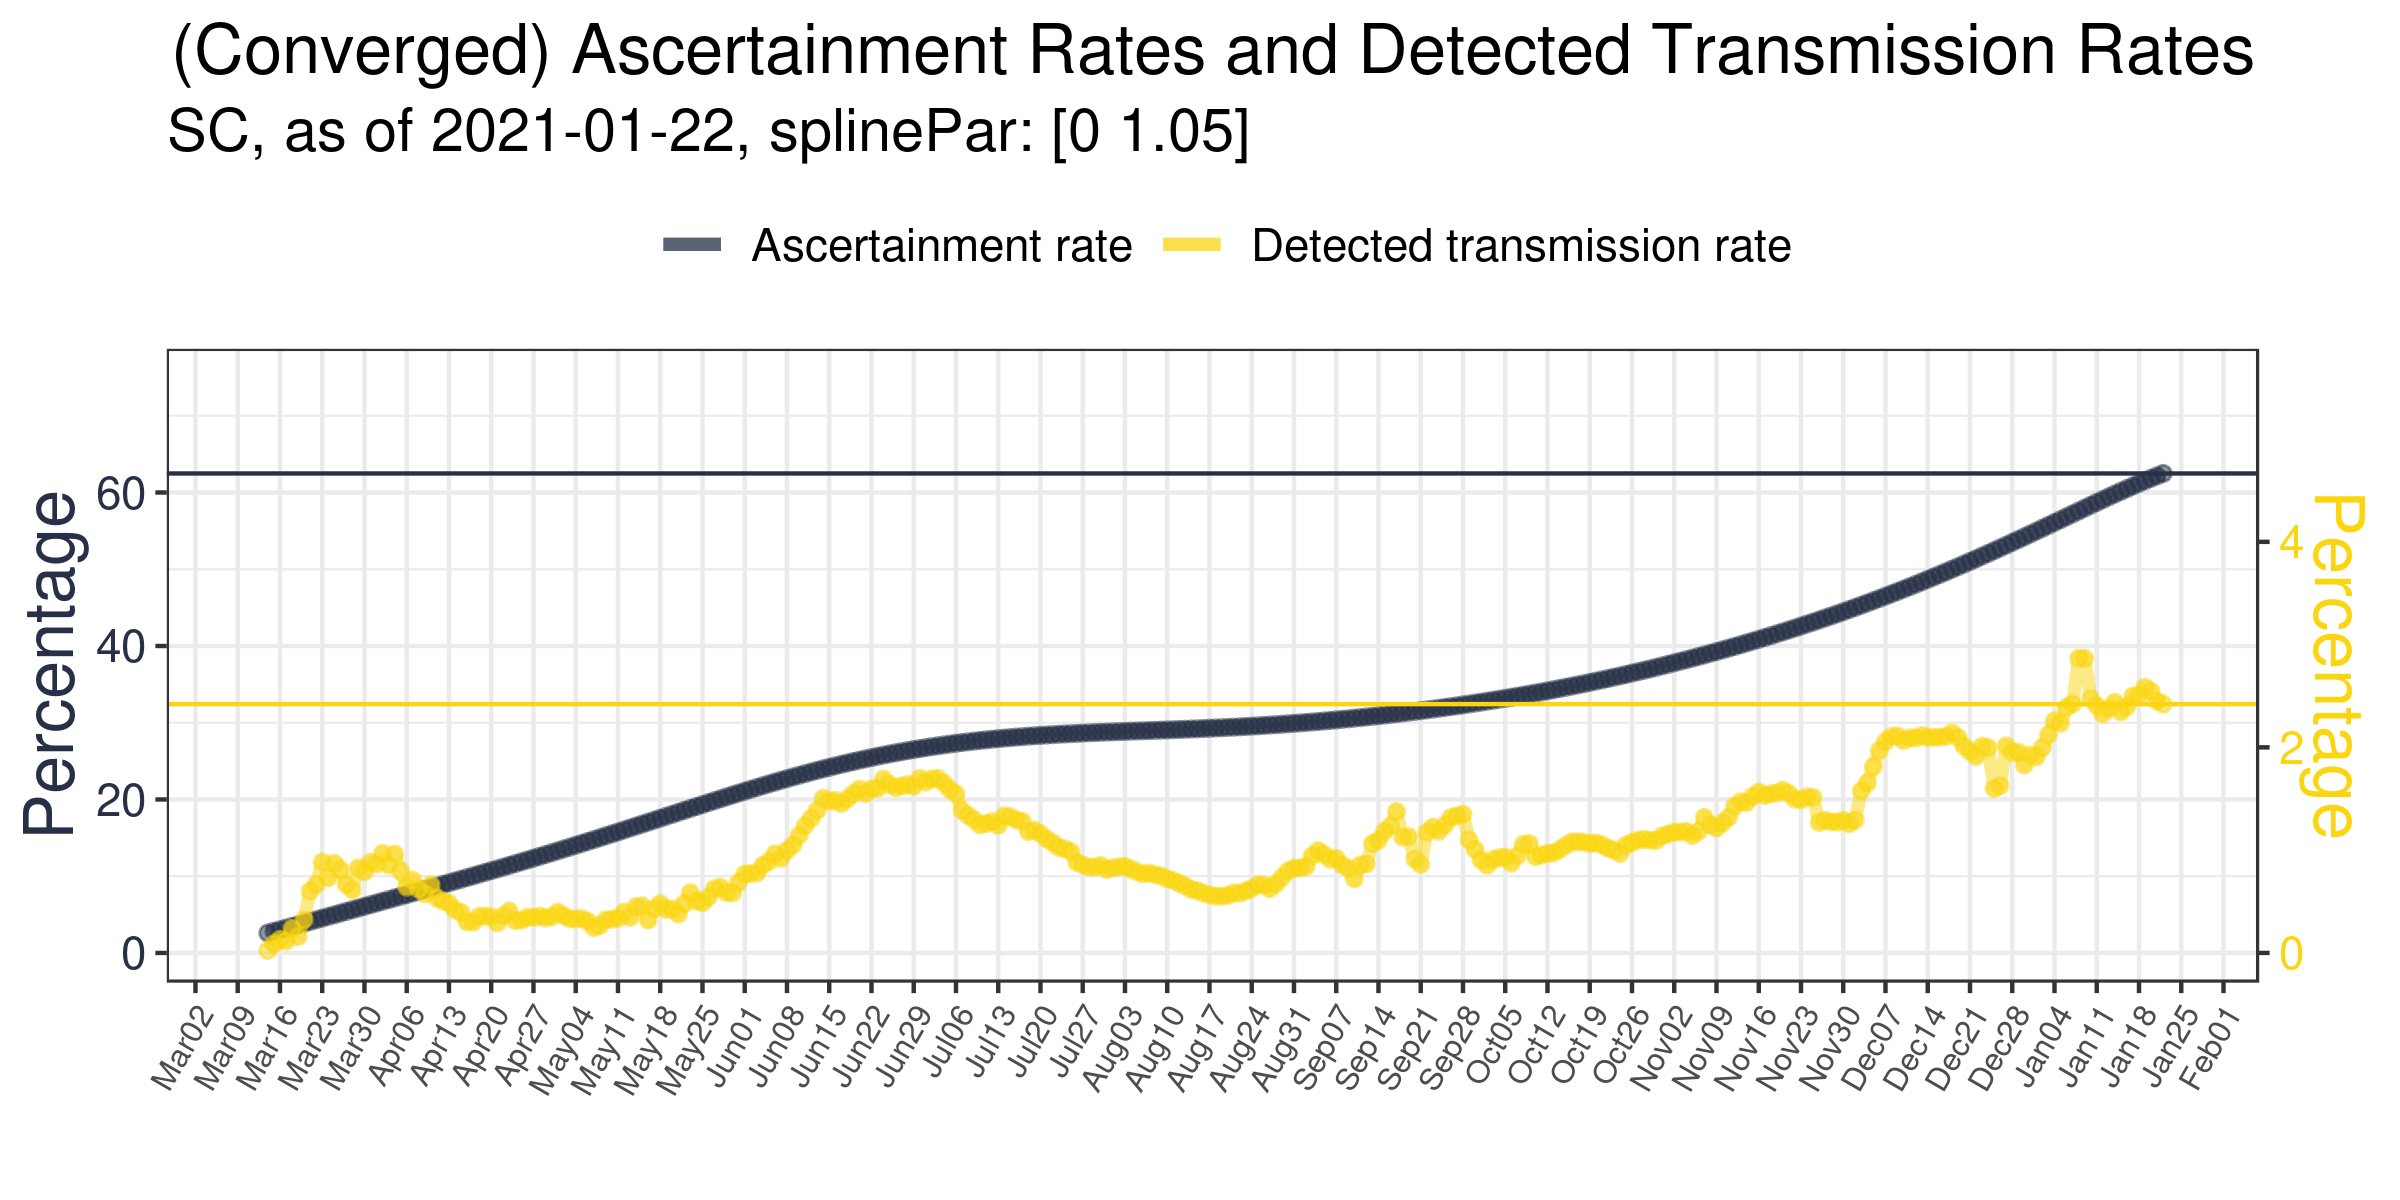 (Converged) Ascertainment Rates and Detected Transmission Rates
SC, as of 2021-01-22, splinePar: [0 1.05]
Ascertainment rate Detected transmission rate
Percentage
60
40
20
0
4
2
0
Percentage
Mar02 Mar09 Mar16 Mar23 Mar30 Apr06 Apr13 Apr20 Apr27 May04 May11 May18 May25 Jun01 Jun08 Jun15 Jun22 Jun29 Jul06 Jul13 Jul20 Jul27 Aug03 Aug10 Aug17 Aug24 Aug31 Sep07 Sep14 Sep21 Sep28 Oct05 Oct12 Oct19 Oct26 Nov02 Nov09 Nov16 Nov23 Nov30 Dec07 Dec14 Dec21 Dec28 Jan04 Jan11 Jan18 Jan25 Feb01